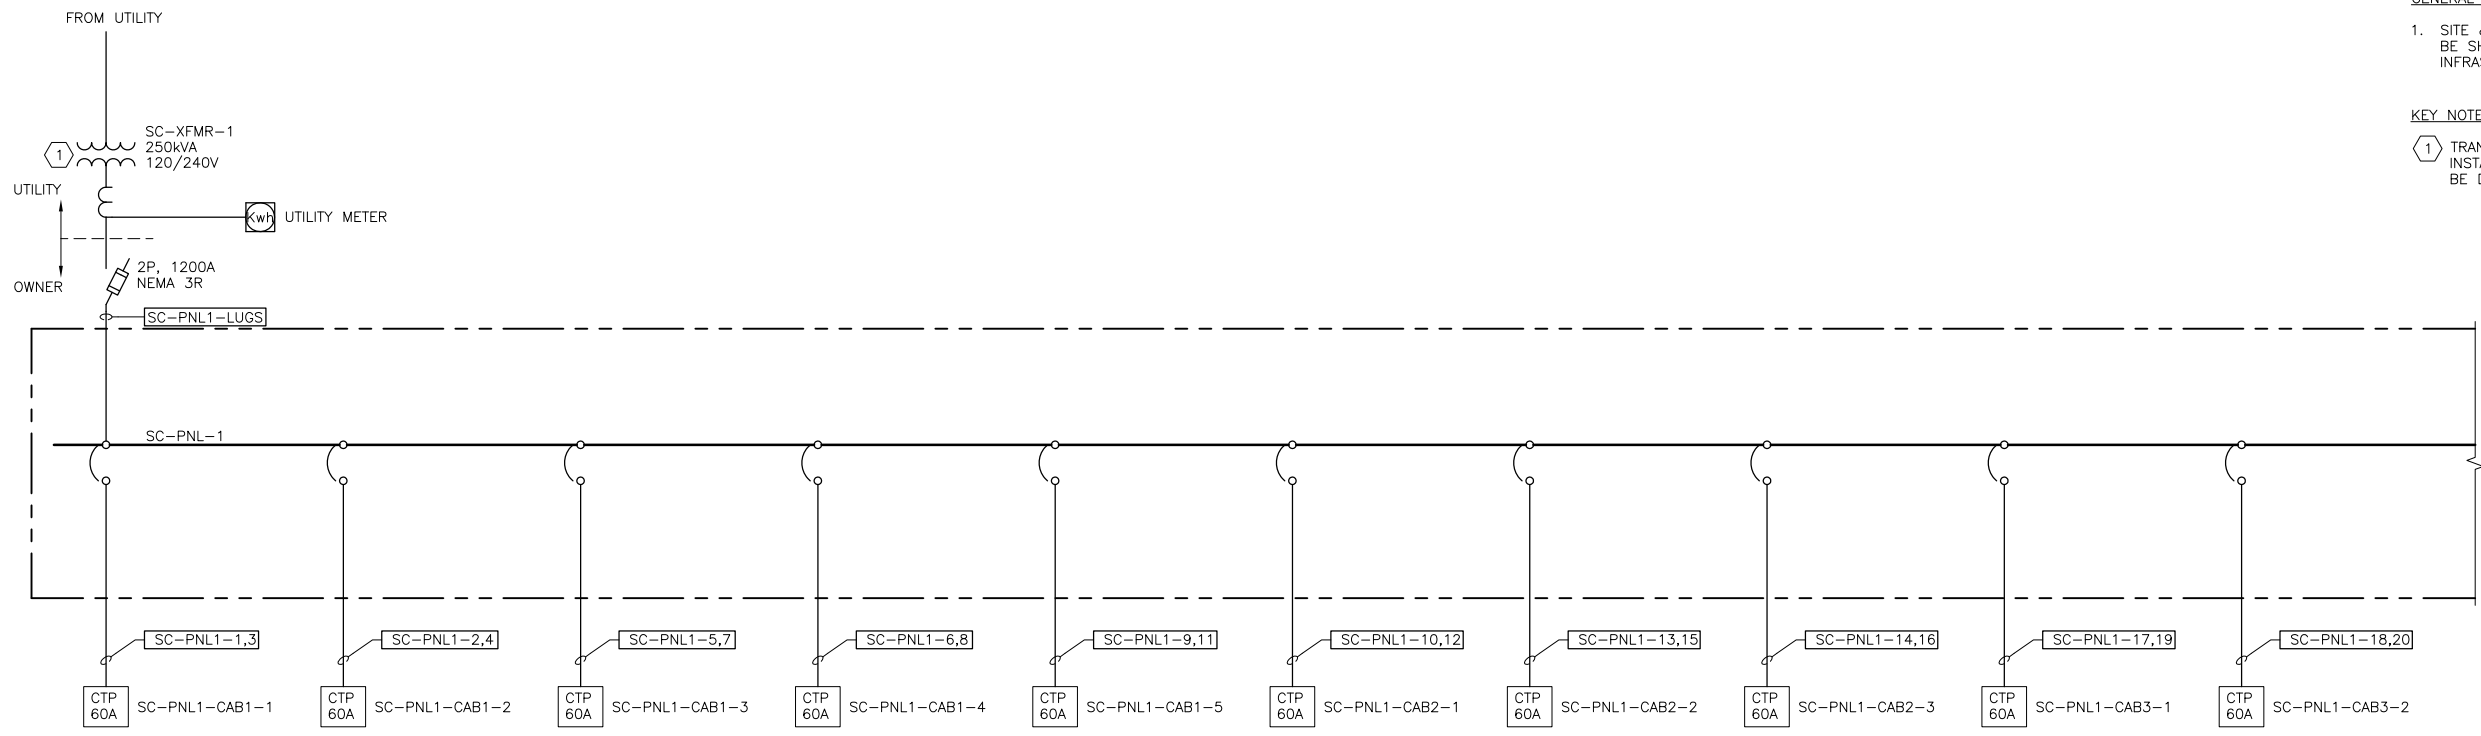 FROM UTILITY
1. SITE
BE
KEY
1
BE
SC-XFMR-1
250kVA
120/240V
1
UTILITY
Kwh UTILITY METER
2P, 1200A
NEMA 3R
OWNER
SC-PNL1-LUGS
SC-PNL-1
SC-PNL1-1,3
SC-PNL1-2,4
SC-PNL1-5,7
SC-PNL1-6,8
SC-PNL1-9,11
SC-PNL1-10,12
SC-PNL1-13,15
SC-PNL1-14,16
SC-PNL1-17,19
SC-PNL1-18,20
CTP
60A
SC-PNL1-CAB1-1
CTP
60A
SC-PNL1-CAB1-2
CTP
60A
SC-PNL1-CAB1-3
CTP
60A
SC-PNL1-CAB1-4
CTP
60A
SC-PNL1-CAB1-5
CTP
60A
SC-PNL1-CAB2-1
CTP
60A
SC-PNL1-CAB2-2
CTP
60A
SC-PNL1-CAB2-3
CTP
60A
SC-PNL1-CAB3-1
CTP
60A
SC-PNL1-CAB3-2